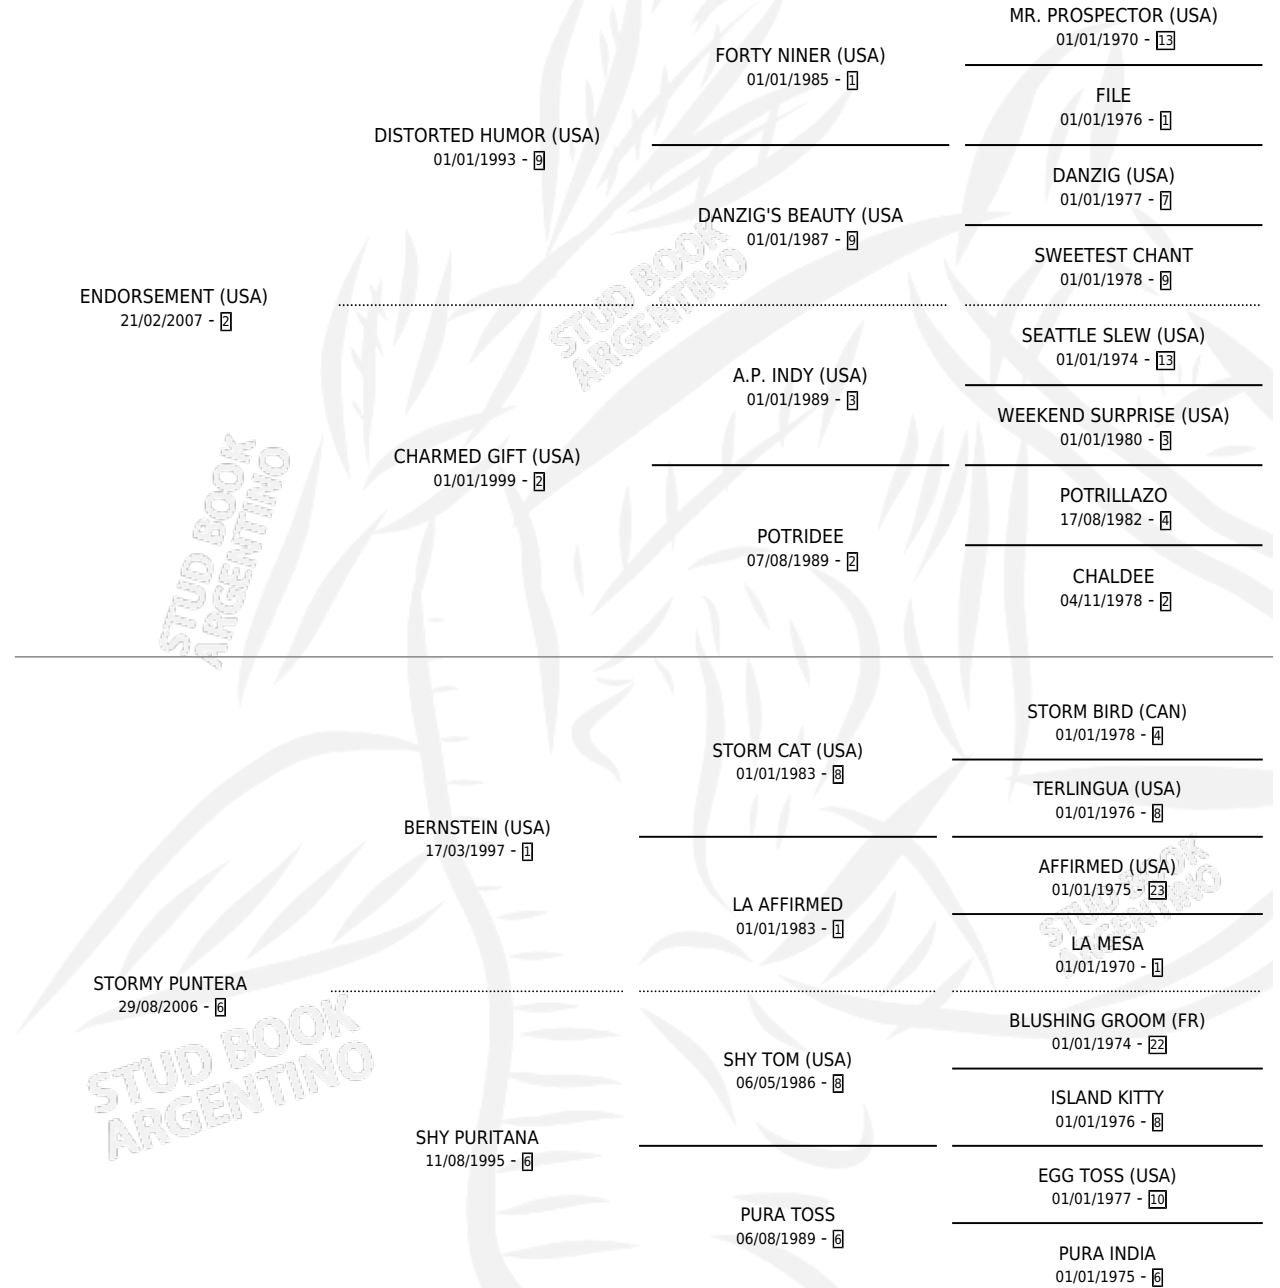 MR. PROSPECTOR (USA)
01/01/1970 - 13
FORTY NINER (USA)
01/01/1985 - 1
FILE
01/01/1976 - 1
DISTORTED HUMOR (USA)
01/01/1993 - 9
DANZIG (USA)
01/01/1977 - 7
DANZIG'S BEAUTY (USA
01/01/1987 - 9
SWEETEST CHANT
01/01/1978 - 9
ENDORSEMENT (USA)
21/02/2007 - 2
SEATTLE SLEW (USA)
01/01/1974 - 13
A.P. INDY (USA)
01/01/1989 - 3
WEEKEND SURPRISE (USA)
01/01/1980 - 3
CHARMED GIFT (USA)
01/01/1999 - 2
POTRILLAZO
17/08/1982 - 4
POTRIDEE
07/08/1989 - 2
CHALDEE
04/11/1978 - 2
STORM BIRD (CAN)
01/01/1978 - 4
STORM CAT (USA)
01/01/1983 - 8
TERLINGUA (USA)
01/01/1976 - 8
BERNSTEIN (USA)
17/03/1997 - 1
AFFIRMED (USA)
01/01/1975 - 23
LA AFFIRMED
01/01/1983 - 1
LA MESA
01/01/1970 - 1
STORMY PUNTERA
29/08/2006 - 6
BLUSHING GROOM (FR)
01/01/1974 - 22
SHY TOM (USA)
06/05/1986 - 8
ISLAND KITTY
01/01/1976 - 8
SHY PURITANA
11/08/1995 - 6
EGG TOSS (USA)
01/01/1977 - 10
PURA TOSS
06/08/1989 - 6
PURA INDIA
01/01/1975 - 6
STUD BOOK
ARGENTINO
STUD BOOK
ARGENTINO
STUD BOOK
ARGENTINO
STUD BOOK
ARGENTINO